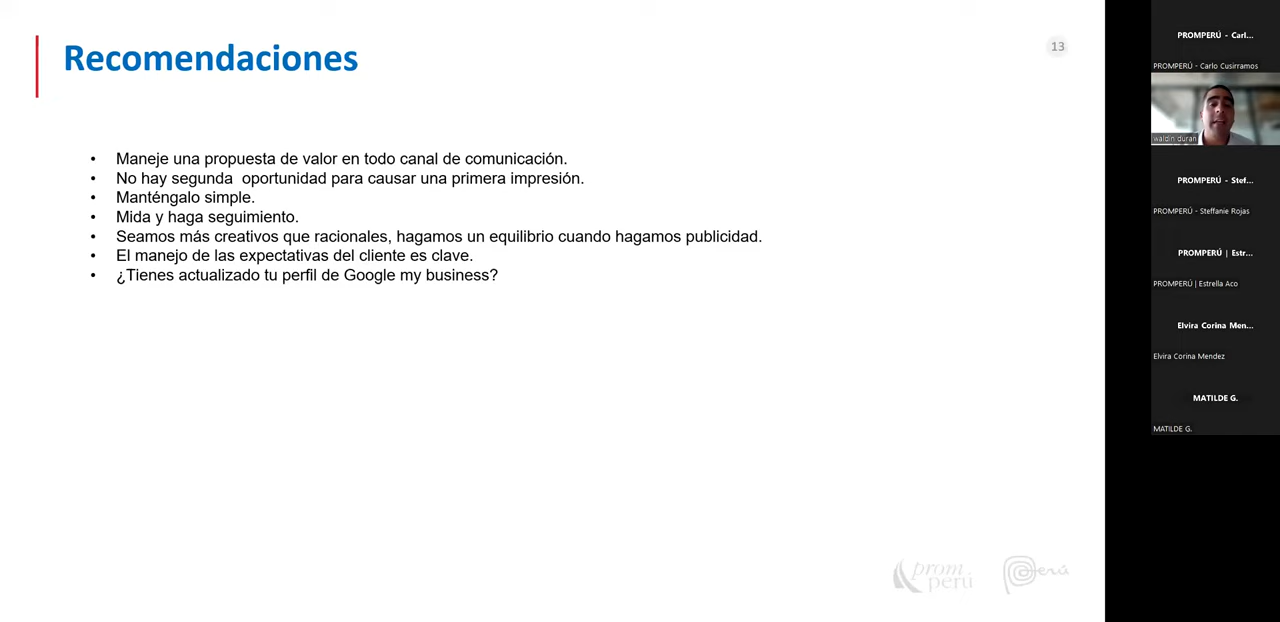 Recomendaciones
13
• Maneje una propuesta de valor en todo canal de comunicación.
• No hay segunda  oportunidad para causar una primera impresión.
• Manténgalo simple.
• Mida y haga seguimiento.
• Seamos más creativos que racionales, hagamos un equilibrio cuando hagamos publicidad.
• El manejo de las expectativas del cliente es clave.
• ¿Tienes actualizado tu perfil de Google my business?
prom
perú
Perú
PROMPERÚ - Carl...
PROMPERÚ - Carlo Cusirramos
waldin duran
PROMPERÚ - Stef...
PROMPERÚ - Steffanie Rojas
PROMPERÚ | Estr...
PROMPERÚ | Estrella Aco
Elvira Corina Men...
Elvira Corina Mendez
MATILDE G.
MATILDE G.